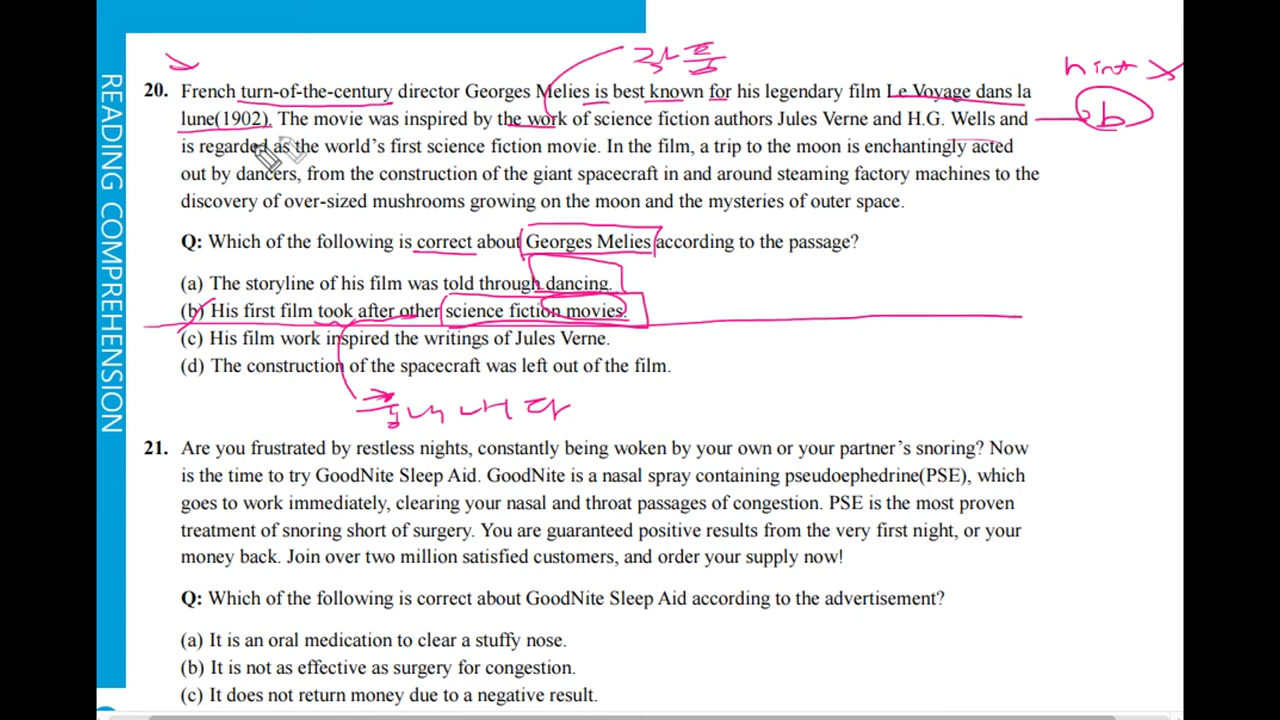 READING COMPREHENSION
작품
hint X
b
20. French turn-of-the-century director Georges Melies is best known for his legendary film Le Voyage dans la
lune(1902). The movie was inspired by the work of science fiction authors Jules Verne and H.G. Wells and
is regarded as the world's first science fiction movie. In the film, a trip to the moon is enchantingly acted
out by dancers, from the construction of the giant spacecraft in and around steaming factory machines to the
discovery of over-sized mushrooms growing on the moon and the mysteries of outer space.
Q: Which of the following is correct about Georges Melies according to the passage?
(a) The storyline of his film was told through dancing.
(b) His first film took after other science fiction movies.
(c) His film work inspired the writings of Jules Verne.
(d) The construction of the spacecraft was left out of the film.
21. Are you frustrated by restless nights, constantly being woken by your own or your partner's snoring? Now
is the time to try GoodNite Sleep Aid. GoodNite is a nasal spray containing pseudoephedrine(PSE), which
goes to work immediately, clearing your nasal and throat passages of congestion. PSE is the most proven
treatment of snoring short of surgery. You are guaranteed positive results from the very first night, or your
money back. Join over two million satisfied customers, and order your supply now!
Q: Which of the following is correct about GoodNite Sleep Aid according to the advertisement?
(a) It is an oral medication to clear a stuffy nose.
(b) It is not as effective as surgery for congestion.
(c) It does not return money due to a negative result.